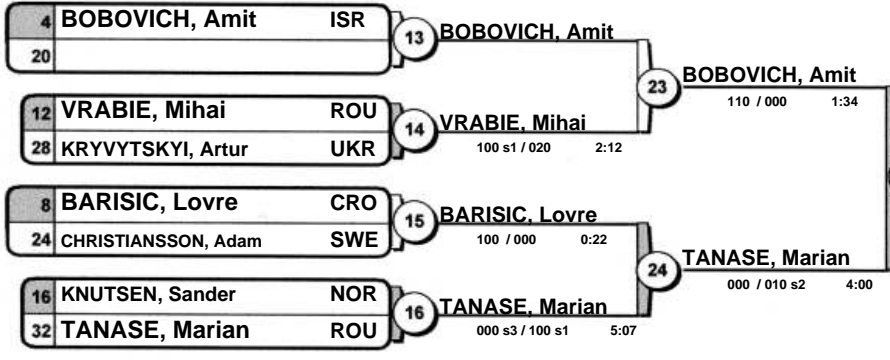 4 BOBOVICH, Amit ISR
20
13 BOBOVICH, Amit
12 VRABIE, Mihai ROU
28 KRYVYTSKYI, Artur UKR
14 VRABIE, Mihai
100 s1 / 020 2:12
23 BOBOVICH, Amit
110 / 000 1:34
8 BARISIC, Lovre CRO
24 CHRISTIANSSON, Adam SWE
15 BARISIC, Lovre
100 / 000 0:22
16 KNUTSEN, Sander NOR
32 TANASE, Marian ROU
16 TANASE, Marian
000 s3 / 100 s1 5:07
24 TANASE, Marian
000 / 010 s2 4:00